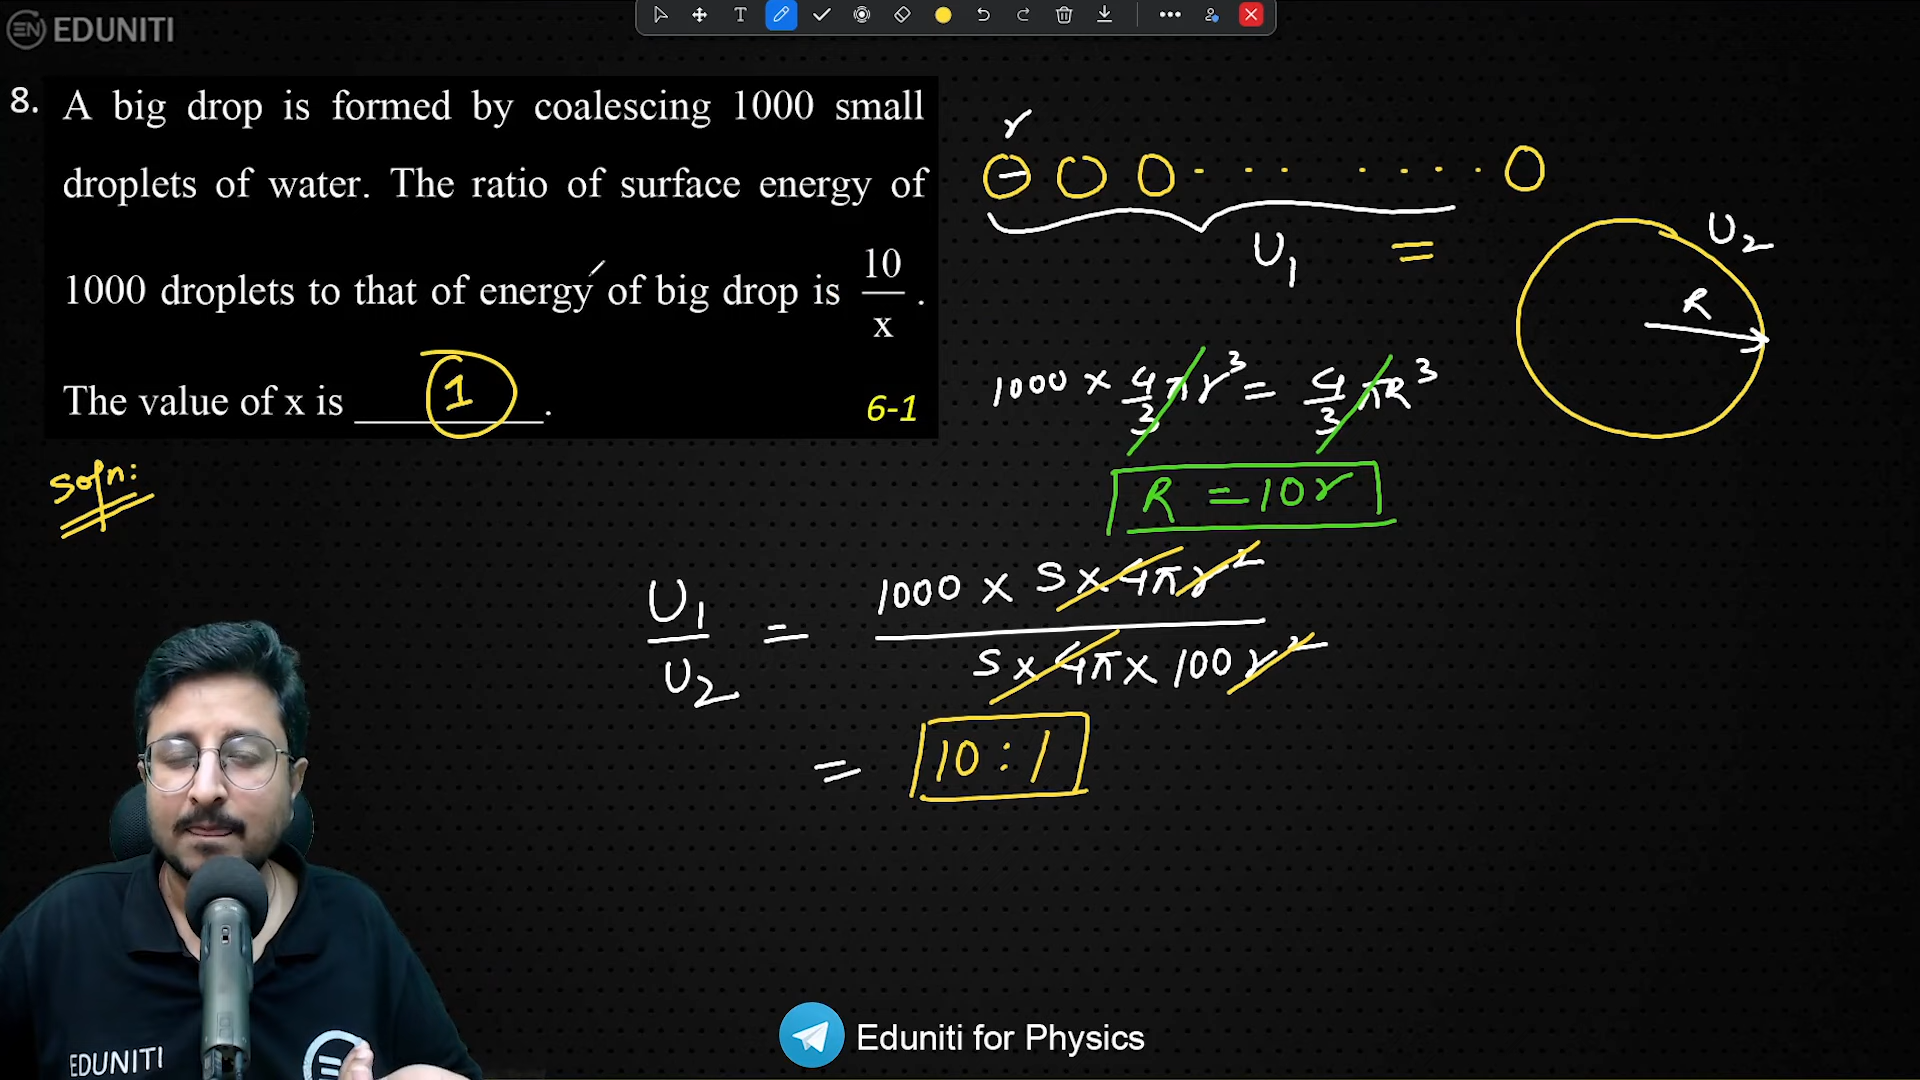 EDUNITI
8. A big drop is formed by coalescing 1000 small
droplets of water. The ratio of surface energy of
1000 droplets to that of energy of big drop is 10/x.
The value of x is ________ .
1
6-1
Soln:
r
U₁ =
U₂
R
1000 × 4/3 πr³ = 4/3 πR³
R = 10r
U₁/U₂ = 1000 × S × 4πr² / S × 4π × 100r²
= 10 : 1
EDUNITI
Eduniti for Physics